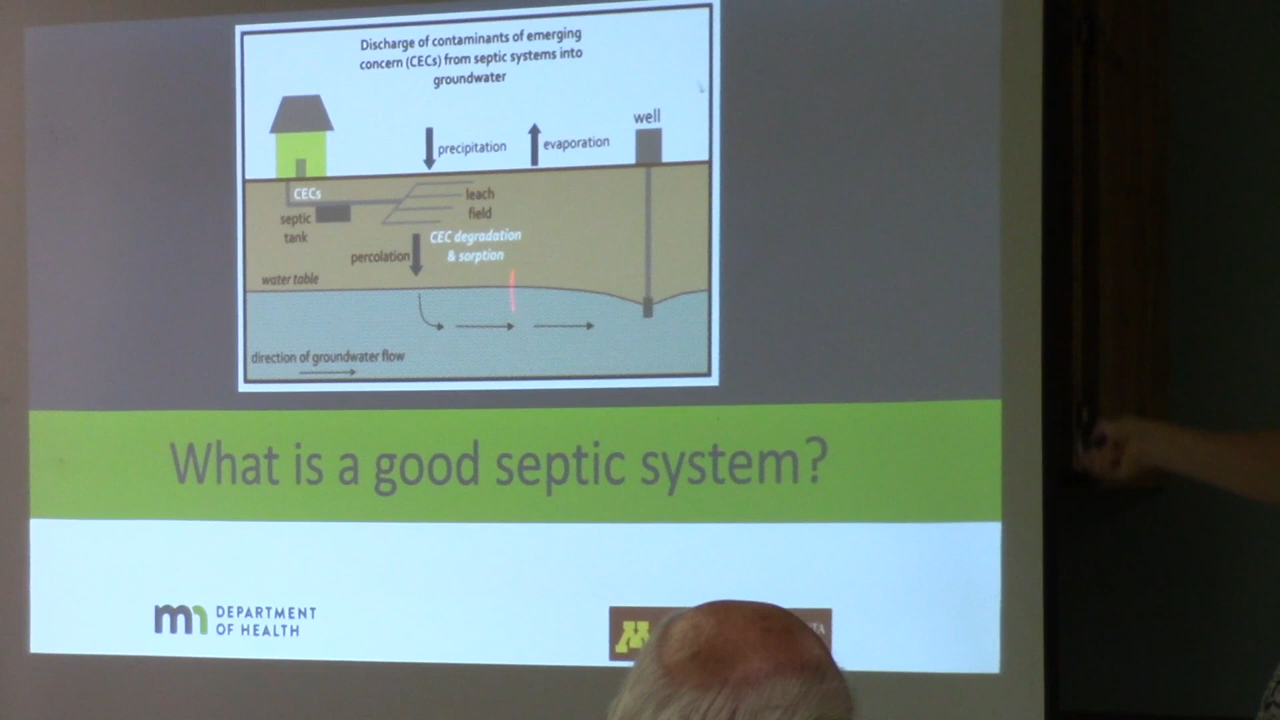 Discharge of contaminants of emerging
concern (CECs) from septic systems into
groundwater
well
precipitation
evaporation
CECs
leach
field
septic
tank
CEC degradation
& sorption
percolation
water table
direction of groundwater flow
What is a good septic system?
mn DEPARTMENT
OF HEALTH
M